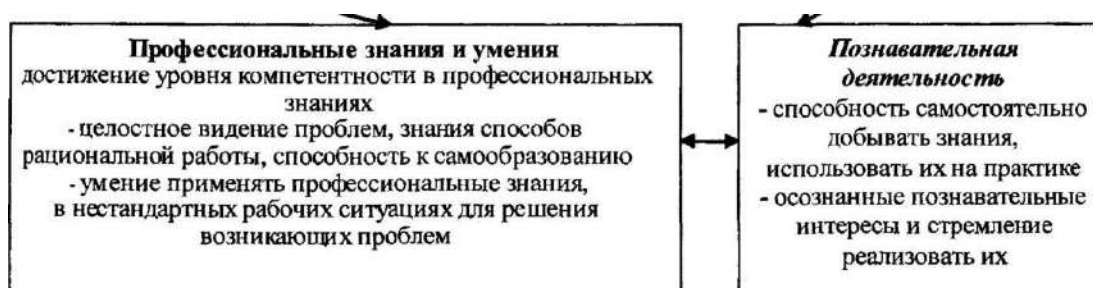 Профессиональные знания и умения
достижение уровня компетентности в профессиональных
знаниях
- целостное видение проблем, знания способов
рациональной работы, способность к самообразованию
- умение применять профессиональные знания,
в нестандартных рабочих ситуациях для решения
возникающих проблем
Познавательная
деятельность
- способность самостоятельно
добывать знания,
использовать их на практике
- осознанные познавательные
интересы и стремление
реализовать их